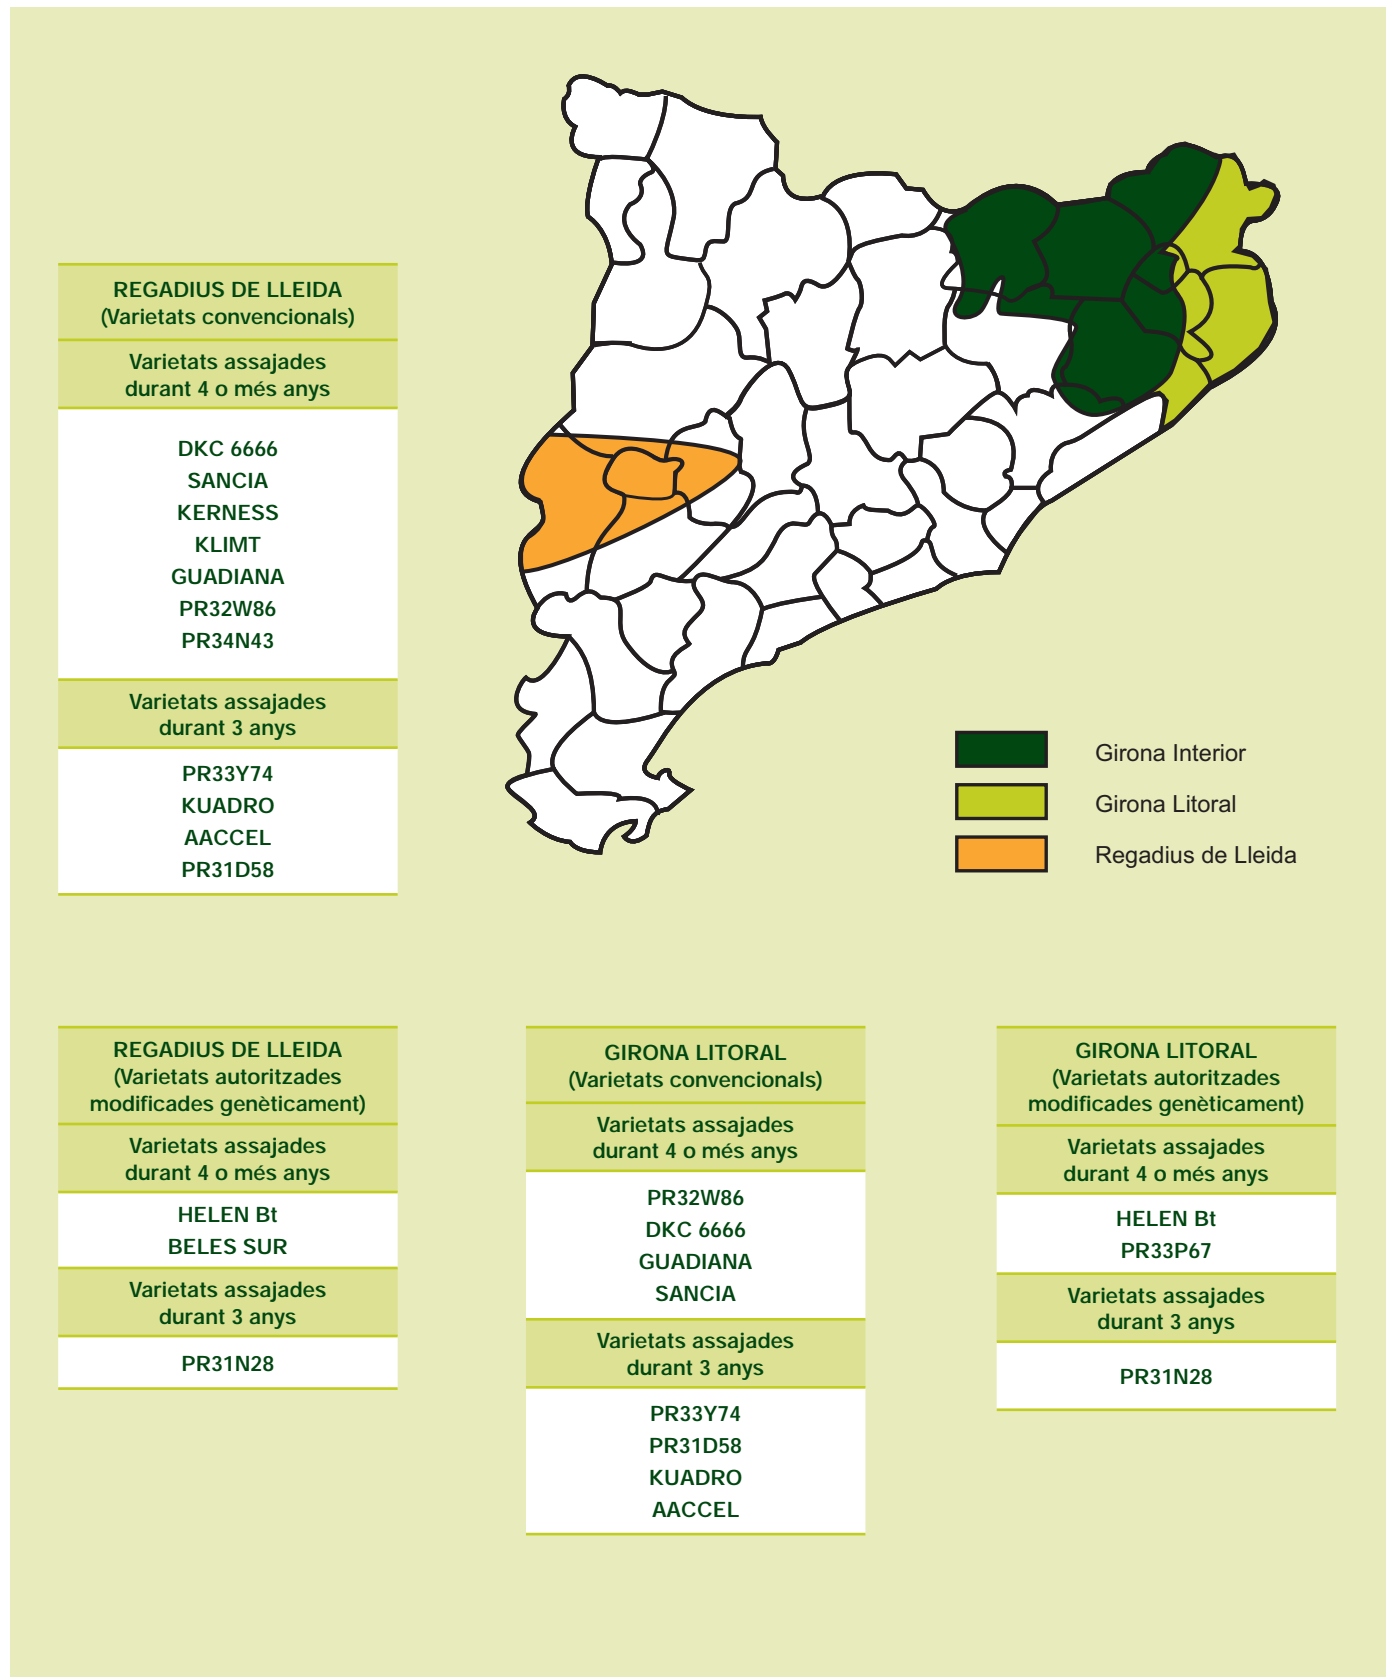 REGADIUS DE LLEIDA
(Varietats convencionals)
Varietats assajades
durant 4 o més anys
DKC 6666
SANCIA
KERNESS
KLIMT
GUADIANA
PR32W86
PR34N43
Varietats assajades
durant 3 anys
PR33Y74
KUADRO
AACCEL
PR31D58
Girona Interior
Girona Litoral
Regadius de Lleida
REGADIUS DE LLEIDA
(Varietats autoritzades
modificades genèticament)
Varietats assajades
durant 4 o més anys
HELEN Bt
BELES SUR
Varietats assajades
durant 3 anys
PR31N28
GIRONA LITORAL
(Varietats convencionals)
Varietats assajades
durant 4 o més anys
PR32W86
DKC 6666
GUADIANA
SANCIA
Varietats assajades
durant 3 anys
PR33Y74
PR31D58
KUADRO
AACCEL
GIRONA LITORAL
(Varietats autoritzades
modificades genèticament)
Varietats assajades
durant 4 o més anys
HELEN Bt
PR33P67
Varietats assajades
durant 3 anys
PR31N28